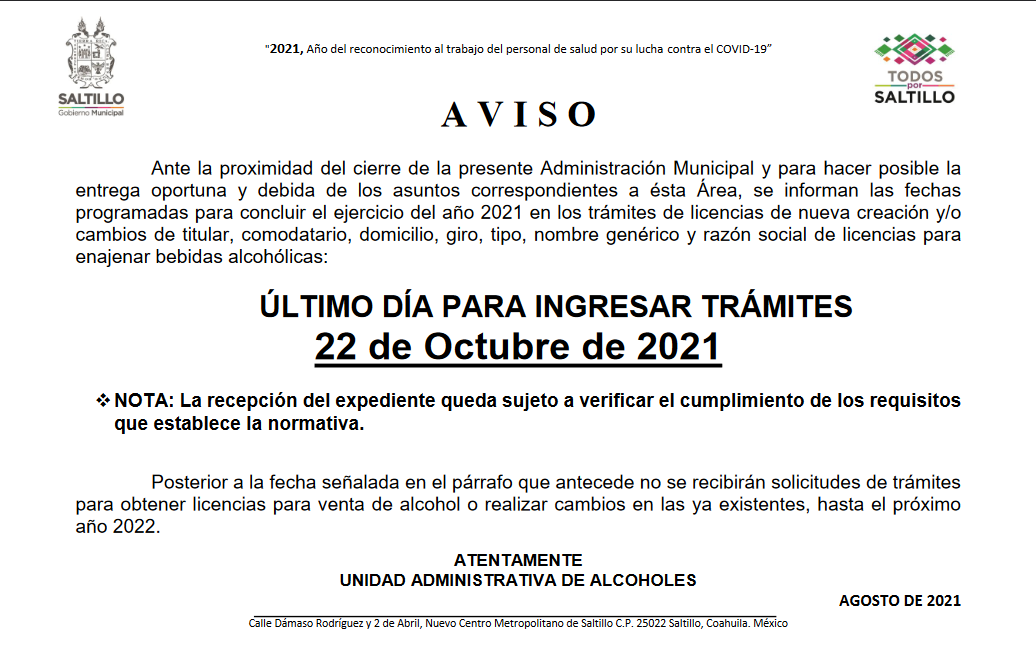 "2021, Año del reconocimiento al trabajo del personal de salud por su lucha contra el COVID-19"
SALTILLO
Gobierno Municipal
TODOS
por
SALTILLO
A V I S O
Ante la proximidad del cierre de la presente Administración Municipal y para hacer posible la
entrega oportuna y debida de los asuntos correspondientes a ésta Área, se informan las fechas
programadas para concluir el ejercicio del año 2021 en los trámites de licencias de nueva creación y/o
cambios de titular, comodatario, domicilio, giro, tipo, nombre genérico y razón social de licencias para
enajenar bebidas alcohólicas:
ÚLTIMO DÍA PARA INGRESAR TRÁMITES
22 de Octubre de 2021
❖ NOTA: La recepción del expediente queda sujeto a verificar el cumplimiento de los requisitos
que establece la normativa.
Posterior a la fecha señalada en el párrafo que antecede no se recibirán solicitudes de trámites
para obtener licencias para venta de alcohol o realizar cambios en las ya existentes, hasta el próximo
año 2022.
ATENTAMENTE
UNIDAD ADMINISTRATIVA DE ALCOHOLES
AGOSTO DE 2021
Calle Dámaso Rodríguez y 2 de Abril, Nuevo Centro Metropolitano de Saltillo C.P. 25022 Saltillo, Coahuila. México